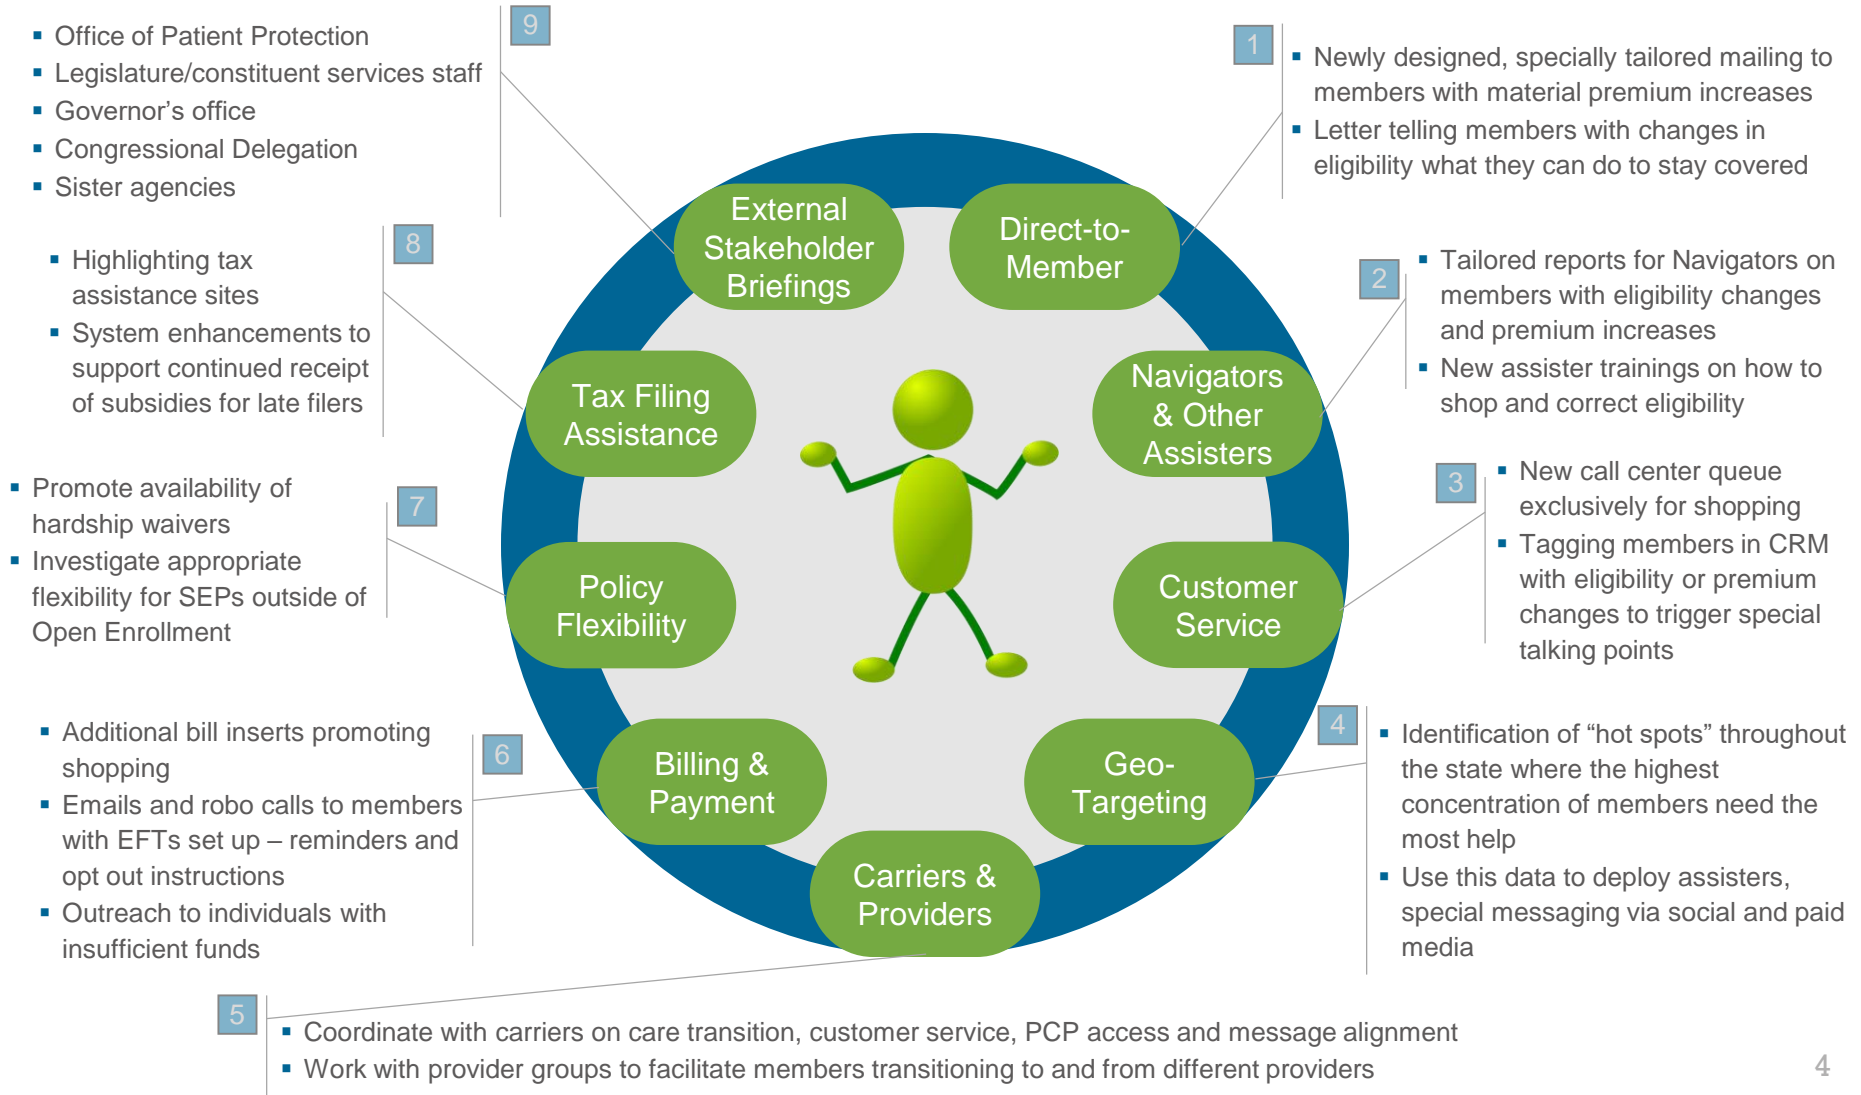 9
Office of Patient Protection
Legislature/constituent services staff
Governor's office
Congressional Delegation
Sister agencies
1
Newly designed, specially tailored mailing to
members with material premium increases
Letter telling members with changes in
eligibility what they can do to stay covered
External
Stakeholder
Briefings
Direct-to-
Member
8
Highlighting tax
assistance sites
System enhancements to
support continued receipt
of subsidies for late filers
2
Tailored reports for Navigators on
members with eligibility changes
and premium increases
New assister trainings on how to
shop and correct eligibility
Tax Filing
Assistance
Navigators
& Other
Assisters
7
Promote availability of
hardship waivers
Investigate appropriate
flexibility for SEPs outside of
Open Enrollment
3
New call center queue
exclusively for shopping
Tagging members in CRM
with eligibility or premium
changes to trigger special
talking points
Policy
Flexibility
Customer
Service
6
Additional bill inserts promoting
shopping
Emails and robo calls to members
with EFTs set up – reminders and
opt out instructions
Outreach to individuals with
insufficient funds
4
Identification of “hot spots” throughout
the state where the highest
concentration of members need the
most help
Use this data to deploy assisters,
special messaging via social and paid
media
Billing &
Payment
Geo-
Targeting
Carriers &
Providers
5
Coordinate with carriers on care transition, customer service, PCP access and message alignment
Work with provider groups to facilitate members transitioning to and from different providers
4